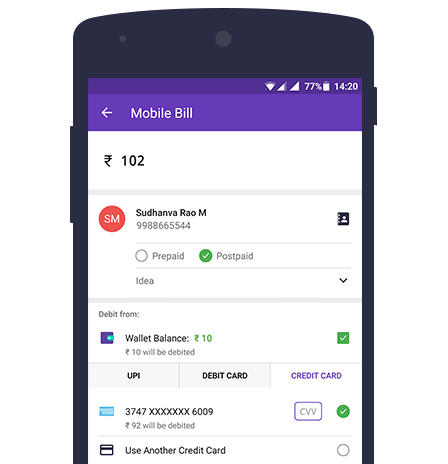 77% 14:20
Mobile Bill
₹ 102
SM
Sudhanva Rao M
9988665544
Prepaid Postpaid
Idea
Debit from:
Wallet Balance: ₹ 10
₹ 10 will be debited
UPI DEBIT CARD CREDIT CARD
3747 XXXXXXX 6009 CVV
₹ 92 will be debited
Use Another Credit Card